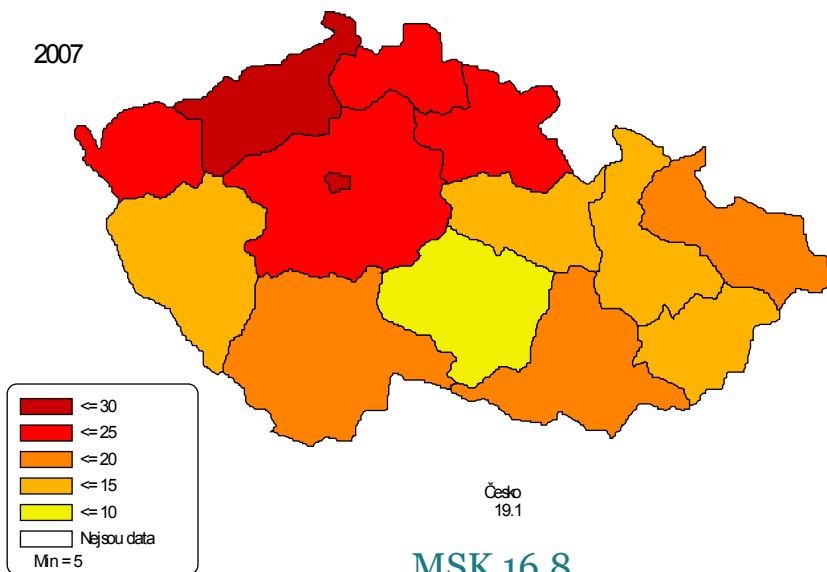 2007
<= 30
<= 25
<= 20
<= 15
<= 10
Nejsou data
Min = 5
Česko
19.1
MSK 16,8